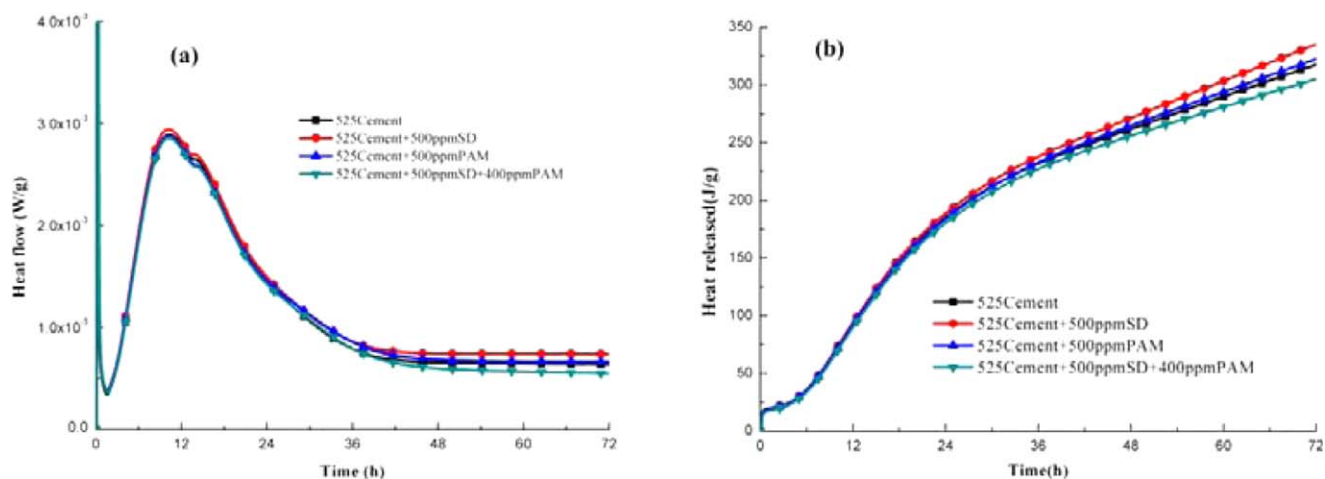 (a)
Heat flow (W/g)
4.0x10⁻³
3.0x10⁻³
2.0x10⁻³
1.0x10⁻³
0.0
525Cement
525Cement+500ppmSD
525Cement+500ppmPAM
525Cement+500ppmSD+400ppmPAM
0 12 24 36 48 60 72
Time (h)
(b)
Heat released(J/g)
350
300
250
200
150
100
50
0
525Cement
525Cement+500ppmSD
525Cement+500ppmPAM
525Cement+500ppmSD+400ppmPAM
0 12 24 36 48 60 72
Time(h)